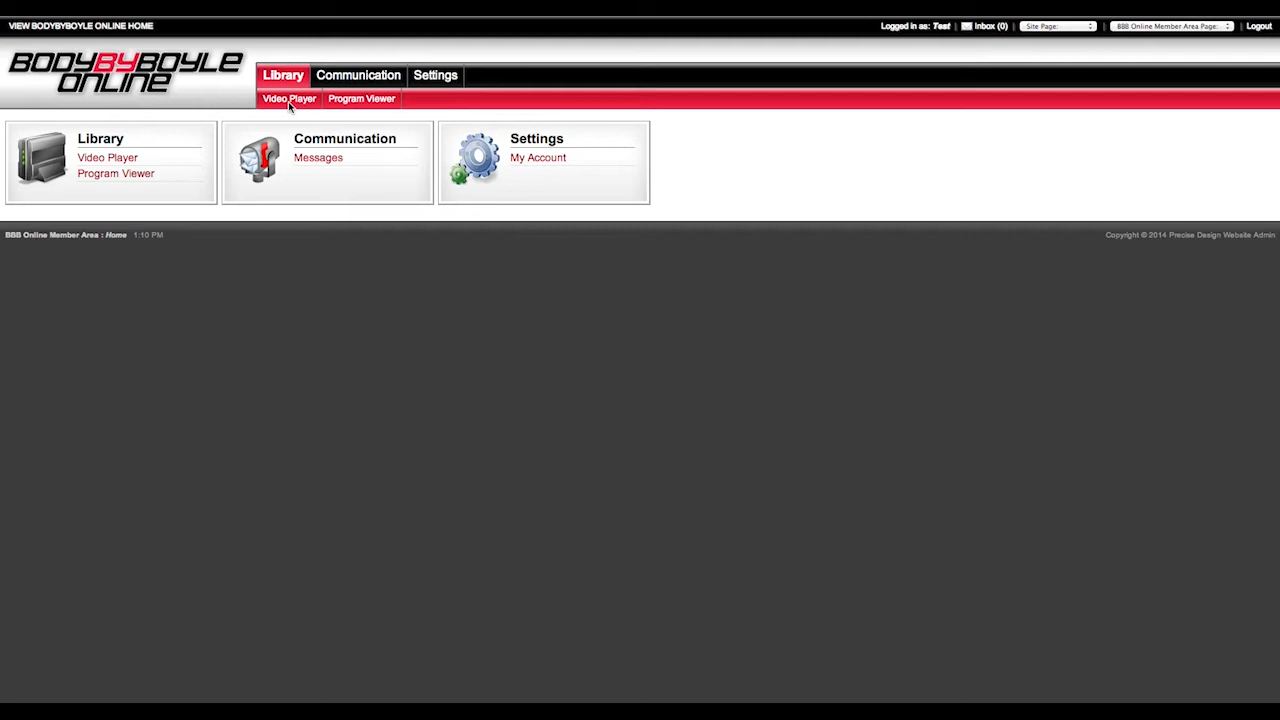 VIEW BODYBYBOYLE ONLINE HOME
Logged in as: Test | Inbox (0) | Site Page: | BBB Online Member Area Page: | Logout
BODYBYBOYLE
ONLINE
Library Communication Settings
Video Player Program Viewer
Library
Video Player
Program Viewer
Communication
Messages
Settings
My Account
BBB Online Member Area : Home 1:10 PM
Copyright © 2014 Precise Design Website Admin